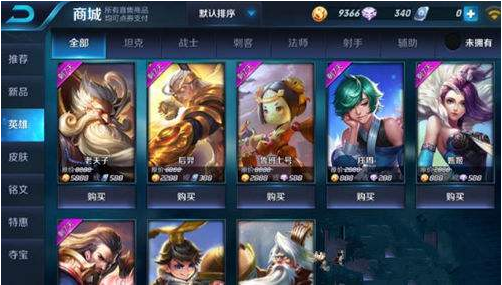 商城
所有首售商品
均可点券支付
默认排序
9366
340
0
全部 坦克 战士 刺客 法师 射手 辅助
未拥有
推荐
新品
英雄
皮肤
铭文
特惠
夺宝
老夫子
后羿
鲁班七号
庄周
甄姬
购买 购买 购买 购买 购买